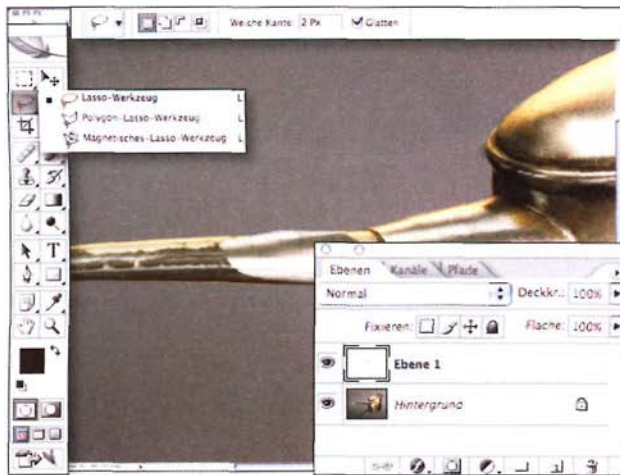 Weiche Kante: 2 Px Glätten
Lasso-Werkzeug L
Polygon-Lasso-Werkzeug L
Magnetisches-Lasso-Werkzeug L
T
Ebenen Kanäle Pfade
Normal Deckkr.: 100%
Fixieren: Fläche: 100%
Ebene 1
Hintergrund